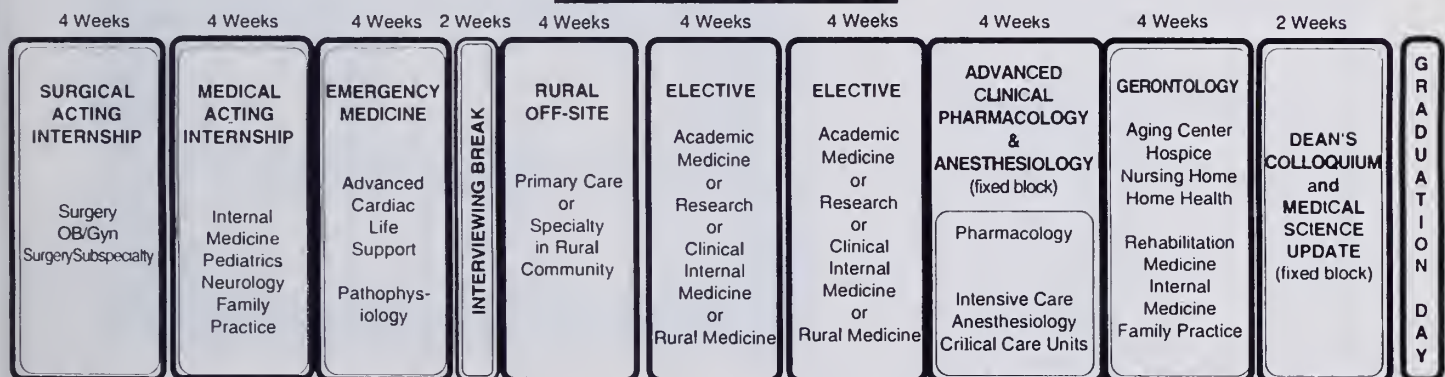 4 Weeks
4 Weeks
4 Weeks
2 Weeks
4 Weeks
4 Weeks
4 Weeks
4 Weeks
4 Weeks
2 Weeks
SURGICAL
ACTING
INTERNSHIP
Surgery
OB/Gyn
SurgerySubspecialty
MEDICAL
ACTING
INTERNSHIP
Internal
Medicine
Pediatrics
Neurology
Family
Practice
EMERGENCY
MEDICINE
Advanced
Cardiac
Life
Support
Pathophys-
iology
INTERVIEWING BREAK
RURAL
OFF-SITE
Primary Care
or
Specialty
in Rural
Community
ELECTIVE
Academic
Medicine
or
Research
or
Clinical
Internal
Medicine
or
Rural Medicine
ELECTIVE
Academic
Medicine
or
Research
or
Clinical
Internal
Medicine
or
Rural Medicine
ADVANCED
CLINICAL
PHARMACOLOGY
&
ANESTHESIOLOGY
(fixed block)
Pharmacology
Intensive Care
Anesthesiology
Critical Care Units
GERONTOLOGY
Aging Center
Hospice
Nursing Home
Home Health
Rehabilitation
Medicine
Internal
Medicine
Family Practice
DEAN'S
COLLOQUIUM
and
MEDICAL
SCIENCE
UPDATE
(fixed block)
GRADUATION DAY